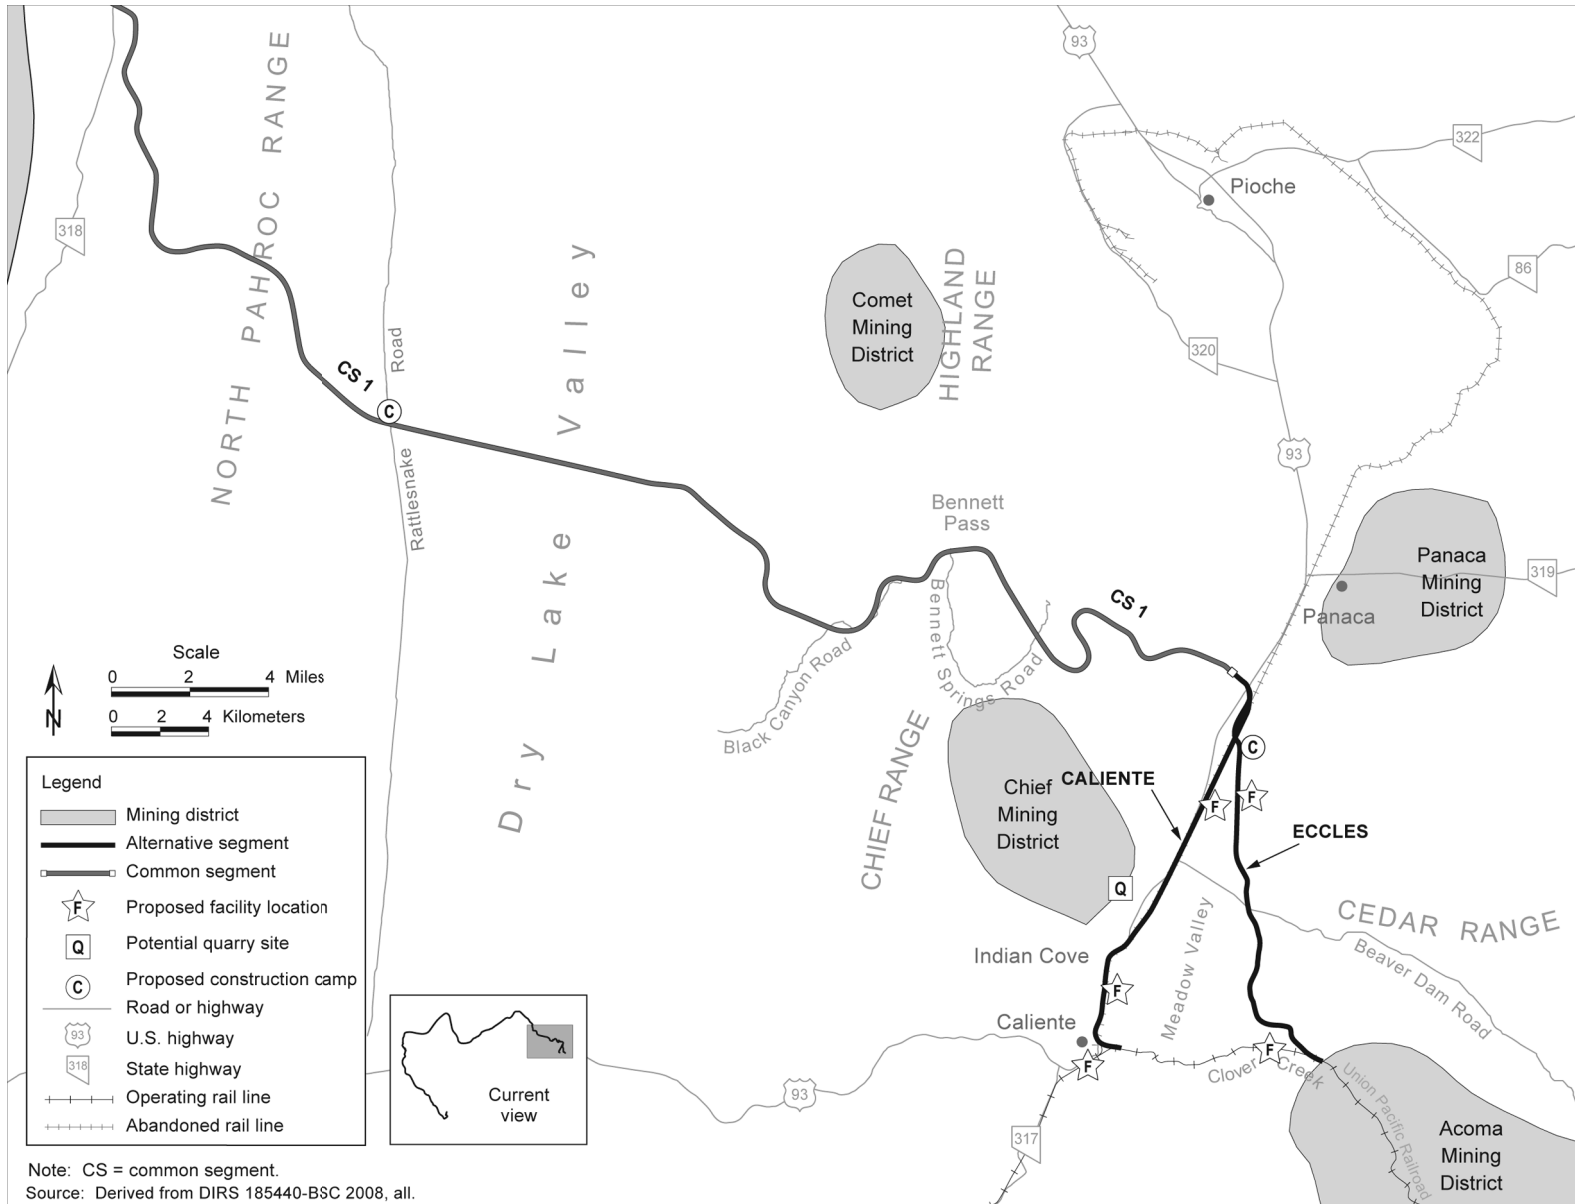 93
322
Pioche
NORTH PAHROC RANGE
318
86
Comet
Mining
District
HIGHLAND
RANGE
Dry Lake Valley
Road
Rattlesnake
320
CS 1
C
93
Bennett
Pass
Panaca
Mining
District
319
Panaca
CS 1
Bennett Springs Road
Black Canyon Road
Scale
0 2 4 Miles
0 2 4 Kilometers
N
CHIEF RANGE
Chief
Mining
District
CALIENTE
C
F
F
ECCLES
Q
CEDAR RANGE
Beaver Dam Road
Meadow Valley
Indian Cove
F
Caliente
F
F
Clover Creek
Union Pacific Railroad
93
317
Acoma
Mining
District
Legend
Mining district
Alternative segment
Common segment
F Proposed facility location
Q Potential quarry site
C Proposed construction camp
Road or highway
93 U.S. highway
318 State highway
Operating rail line
Abandoned rail line
Current
view
Note: CS = common segment.
Source: Derived from DIRS 185440-BSC 2008, all.